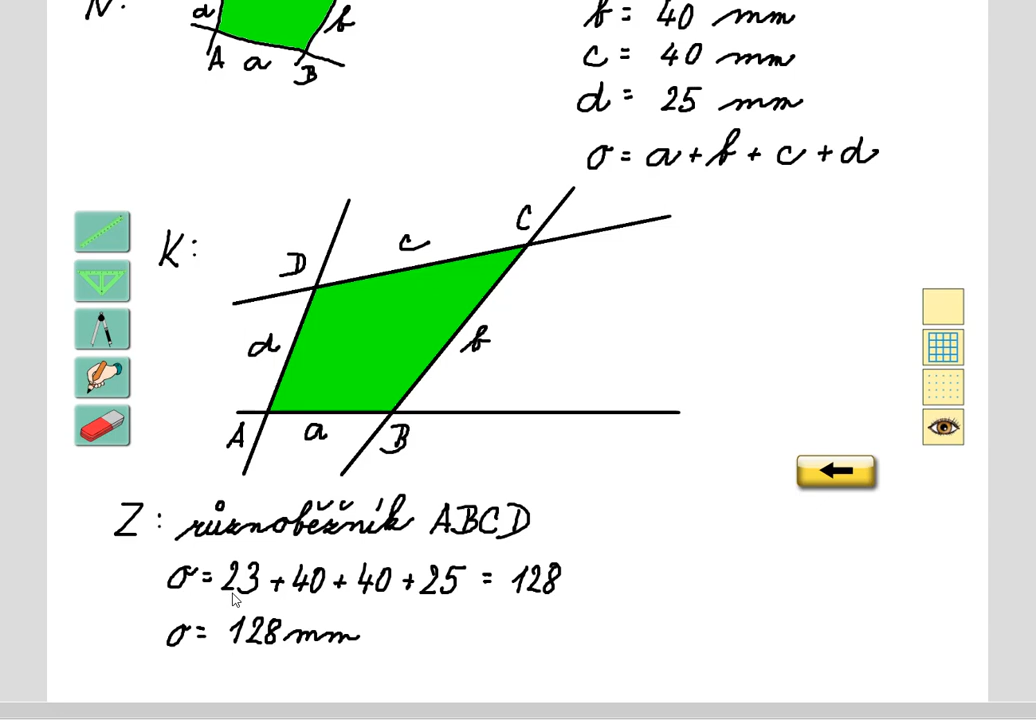 N:
d
b
A a B
b = 40 mm
c = 40 mm
d = 25 mm
o = a + b + c + d
K:
C
c
D
d
b
A a B
Z: různoběžník ABCD
o = 23 + 40 + 40 + 25 = 128
o = 128 mm